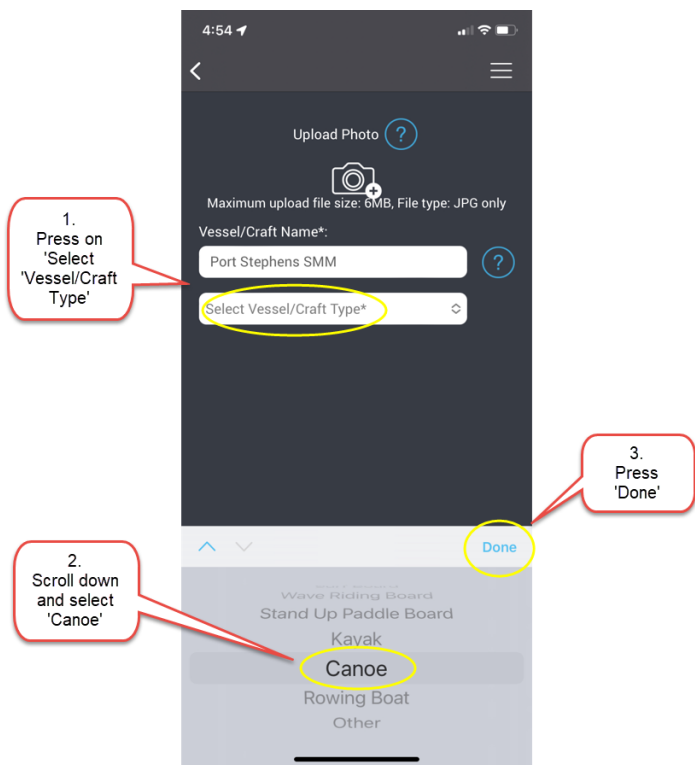 4:54
Upload Photo ?
Maximum upload file size: 6MB, File type: JPG only
1.
Press on
'Select
'Vessel/Craft
Type'
Vessel/Craft Name*:
Port Stephens SMM
?
Select Vessel/Craft Type*
3.
Press
'Done'
Done
2.
Scroll down
and select
'Canoe'
Wave Riding Board
Stand Up Paddle Board
Kayak
Canoe
Rowing Boat
Other